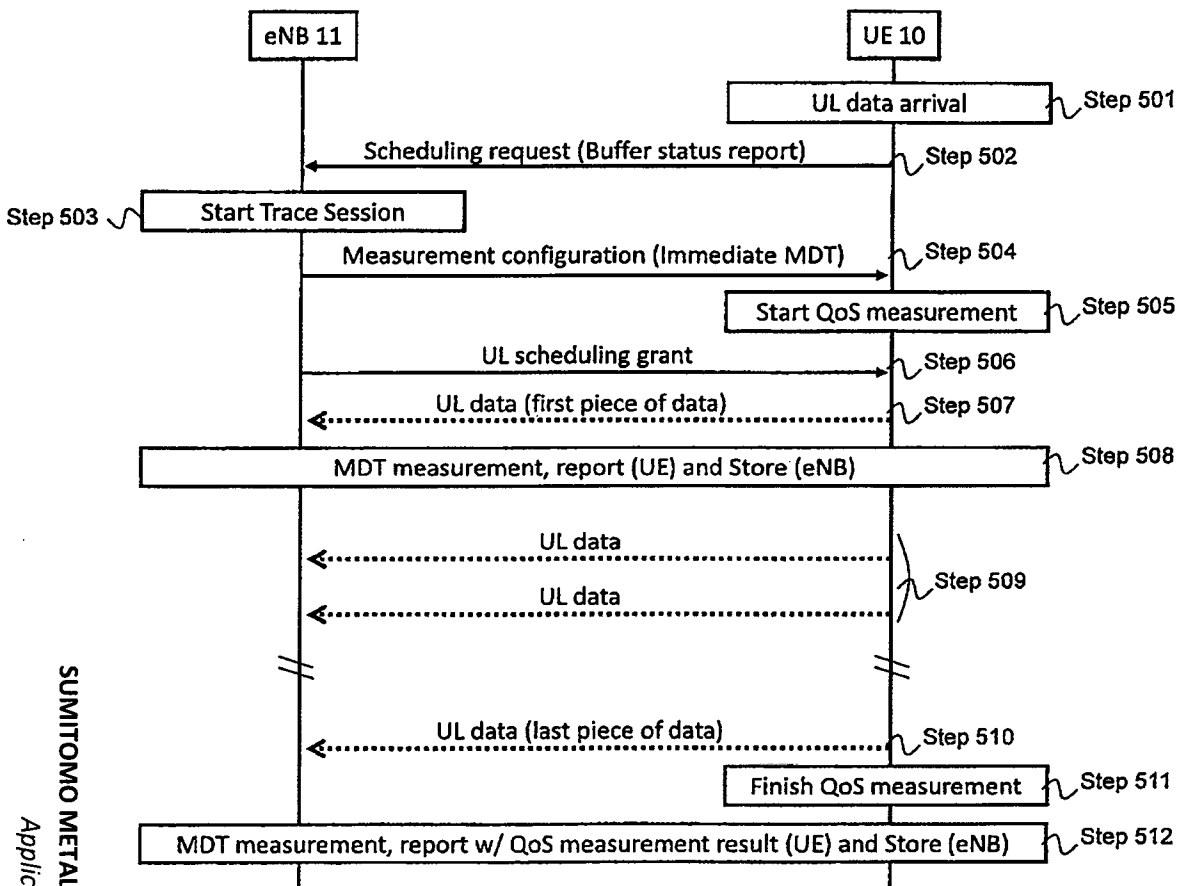 eNB 11
UE 10
UL data arrival
Step 501
Scheduling request (Buffer status report)
Step 502
Step 503
Start Trace Session
Measurement configuration (Immediate MDT)
Step 504
Start QoS measurement
Step 505
UL scheduling grant
Step 506
UL data (first piece of data)
Step 507
MDT measurement, report (UE) and Store (eNB)
Step 508
UL data
UL data
Step 509
UL data (last piece of data)
Step 510
Finish QoS measurement
Step 511
MDT measurement, report w/ QoS measurement result (UE) and Store (eNB)
Step 512
SUMITOMO METAL
Applic